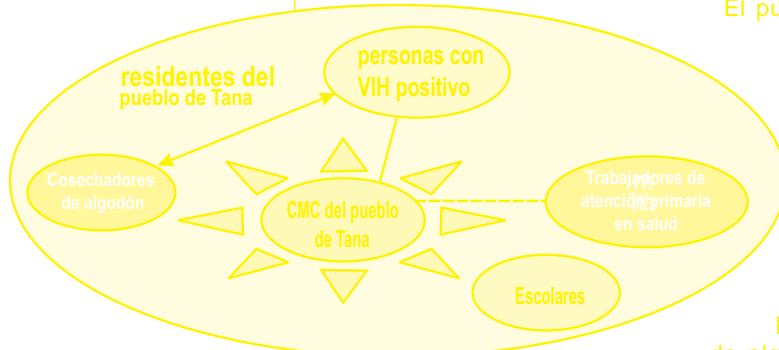 El pu
residentes del
pueblo de Tana
personas con
VIH positivo
Cosechadores
de algodón
CMC del pueblo
de Tana
Trabajadores de
atención primaria
en salud
Escolares